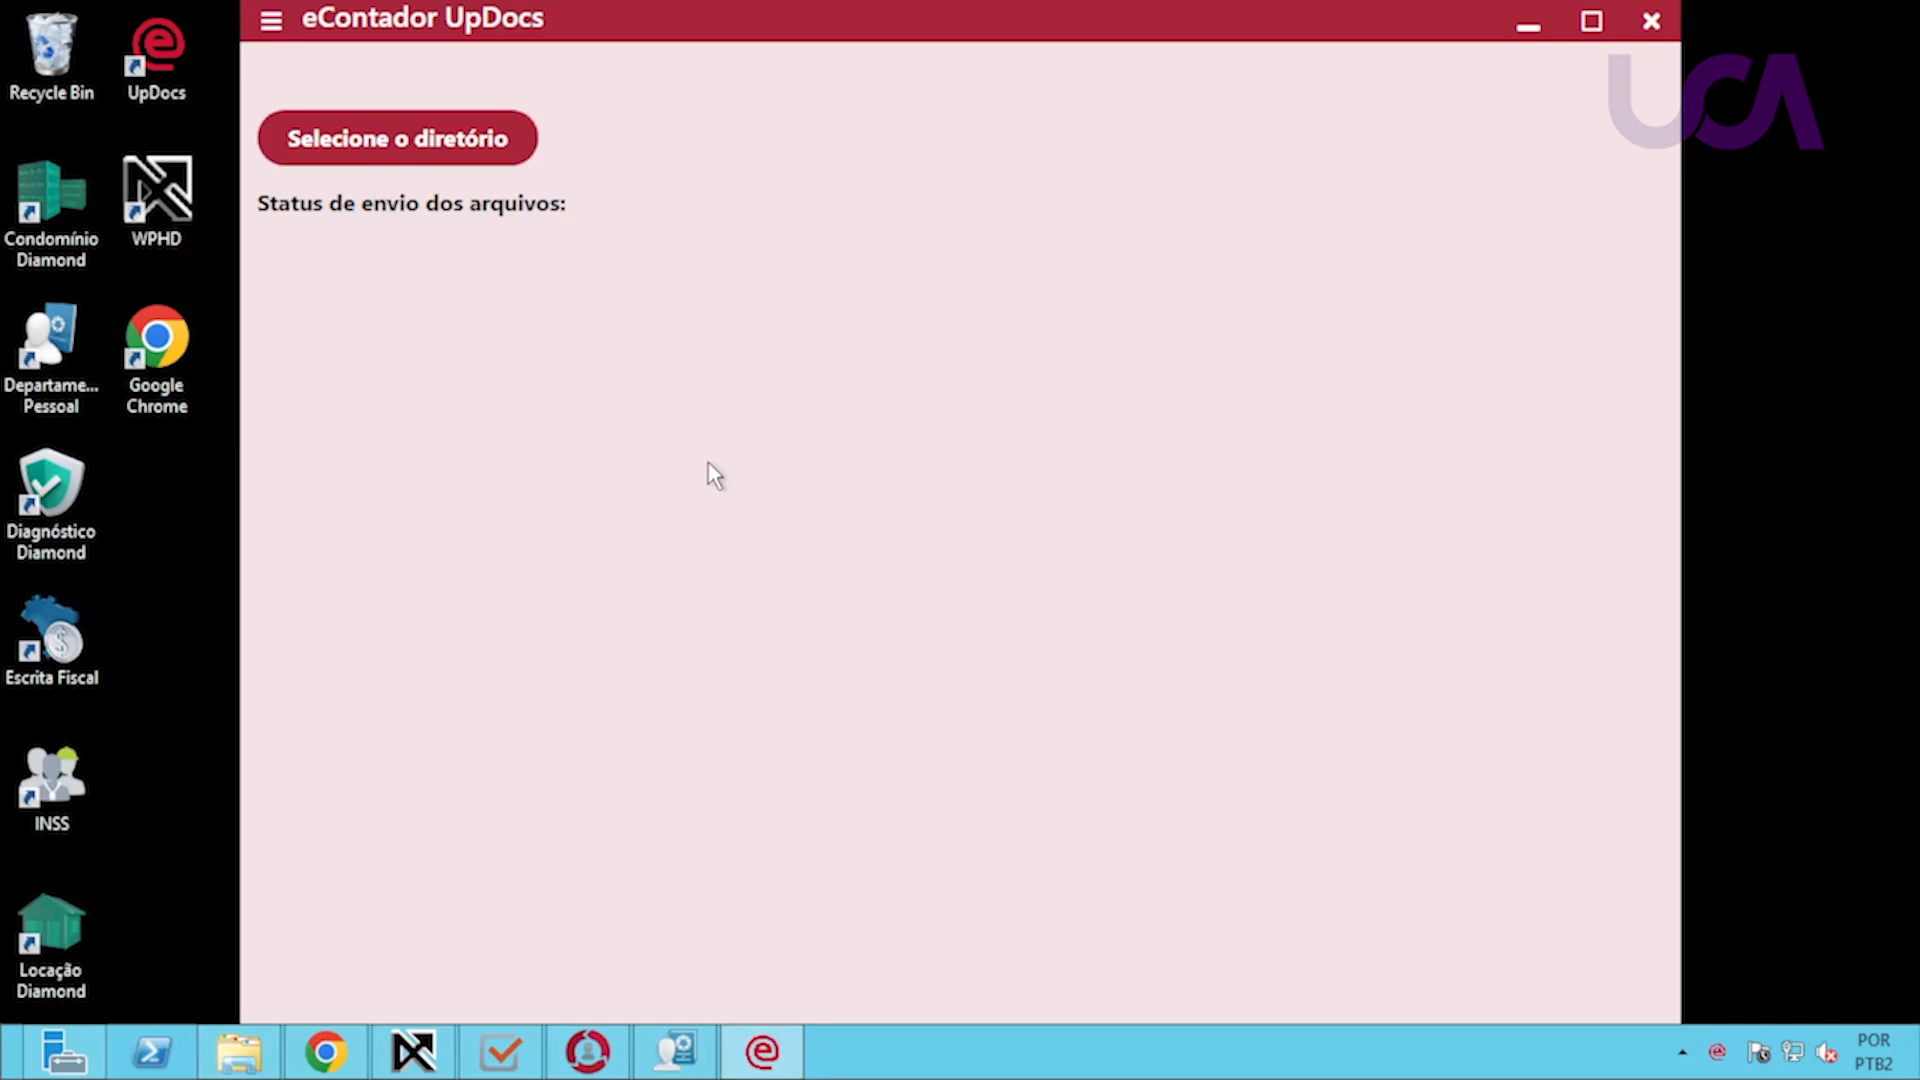 eContador UpDocs
UCA
Selecione o diretório
Status de envio dos arquivos:
Recycle Bin
UpDocs
Condomínio
Diamond
WPHD
Departame...
Pessoal
Google
Chrome
Diagnóstico
Diamond
Escrita Fiscal
INSS
Locação
Diamond
POR
PTB2